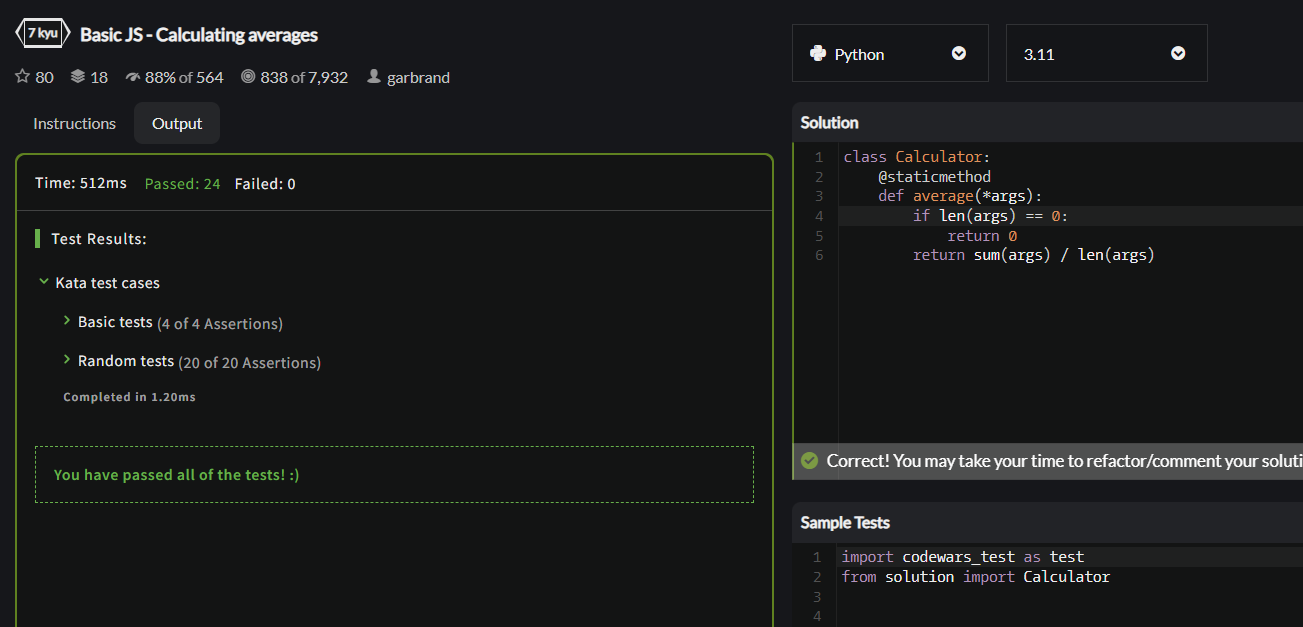 7 kyu Basic JS - Calculating averages
80 18 88% of 564 838 of 7,932 garbrand
Instructions Output
Time: 512ms Passed: 24 Failed: 0
Test Results:
Kata test cases
Basic tests (4 of 4 Assertions)
Random tests (20 of 20 Assertions)
Completed in 1.20ms
You have passed all of the tests! :)
Python 3.11
Solution
1 class Calculator:
2     @staticmethod
3     def average(*args):
4         if len(args) == 0:
5             return 0
6         return sum(args) / len(args)
Correct! You may take your time to refactor/comment your soluti
Sample Tests
1 import codewars_test as test
2 from solution import Calculator
3
4